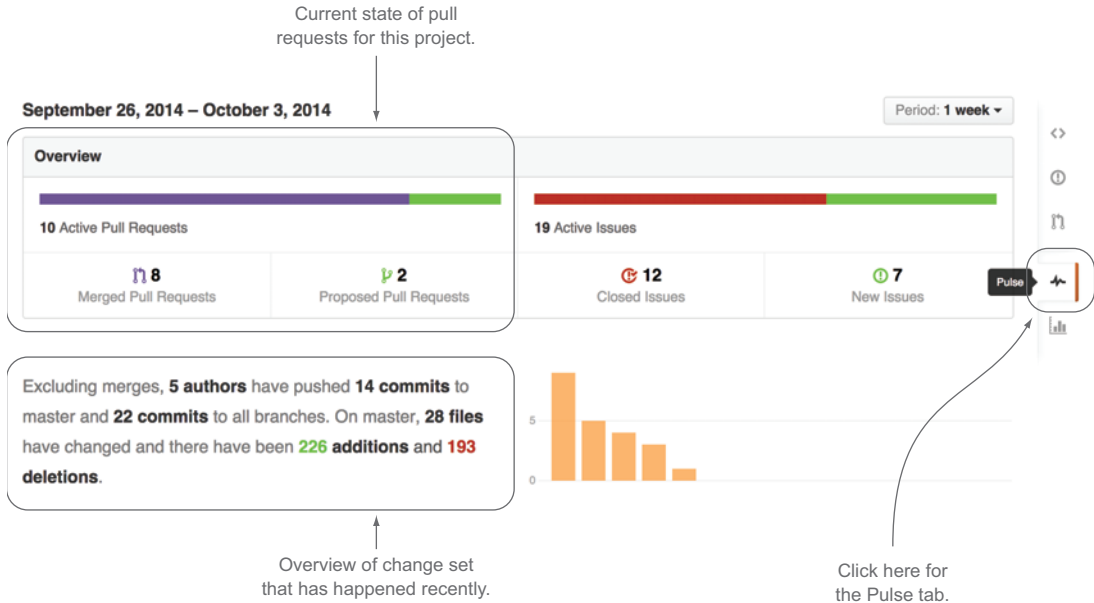 Current state of pull
requests for this project.
September 26, 2014 – October 3, 2014
Period: 1 week
Overview
10 Active Pull Requests
19 Active Issues
8
Merged Pull Requests
2
Proposed Pull Requests
12
Closed Issues
7
New Issues
Pulse
Excluding merges, 5 authors have pushed 14 commits to
master and 22 commits to all branches. On master, 28 files
have changed and there have been 226 additions and 193
deletions.
5
0
Overview of change set
that has happened recently.
Click here for
the Pulse tab.